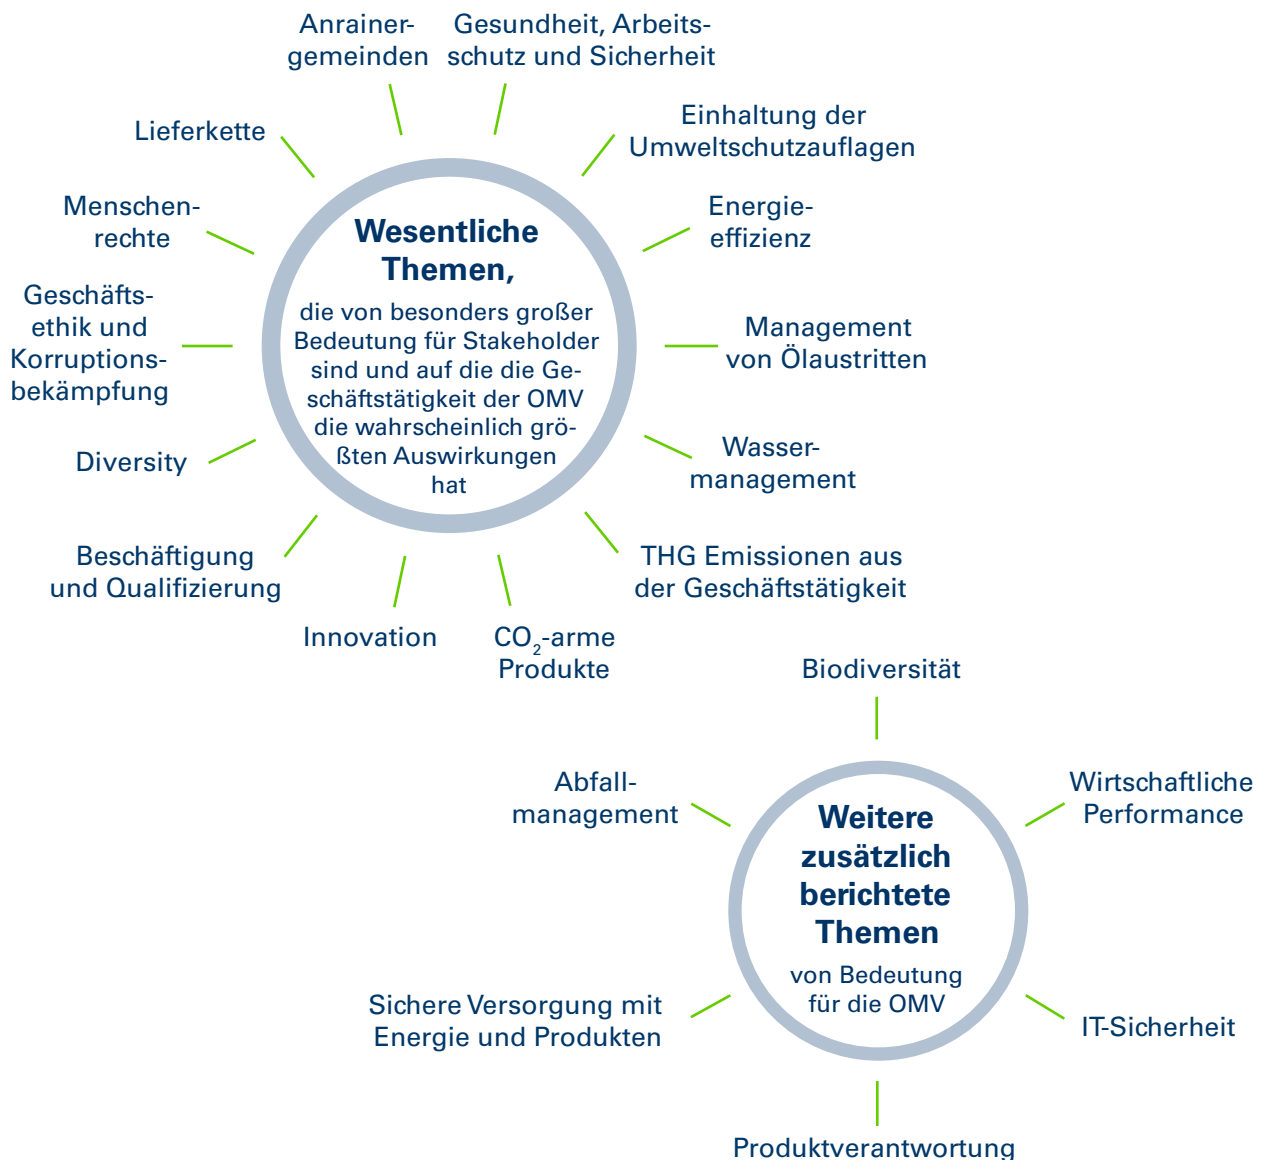 Anrainer-
gemeinden
Gesundheit, Arbeits-
schutz und Sicherheit
Einhaltung der
Umweltschutzauflagen
Energie-
effizienz
Management
von Ölaustritten
Wasser-
management
THG Emissionen aus
der Geschäftstätigkeit
CO₂-arme
Produkte
Innovation
Beschäftigung
und Qualifizierung
Diversity
Geschäfts-
ethik und
Korruptions-
bekämpfung
Menschen-
rechte
Lieferkette
Wesentliche
Themen,
die von besonders großer
Bedeutung für Stakeholder
sind und auf die die Ge-
schäftstätigkeit der OMV
die wahrscheinlich grö-
ßten Auswirkungen
hat
Biodiversität
Wirtschaftliche
Performance
IT-Sicherheit
Produktverantwortung
Sichere Versorgung mit
Energie und Produkten
Abfall-
management
Weitere
zusätzlich
berichtete
Themen
von Bedeutung
für die OMV